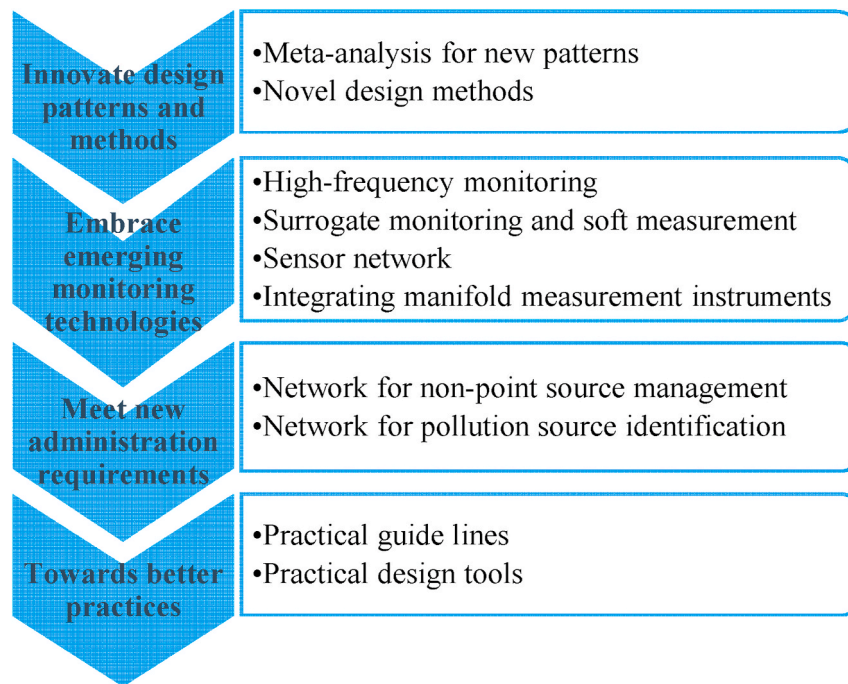 Innovate design
patterns and
methods
•Meta-analysis for new patterns
•Novel design methods
Embrace
emerging
monitoring
technologies
•High-frequency monitoring
•Surrogate monitoring and soft measurement
•Sensor network
•Integrating manifold measurement instruments
Meet new
administration
requirements
•Network for non-point source management
•Network for pollution source identification
Towards better
practices
•Practical guide lines
•Practical design tools